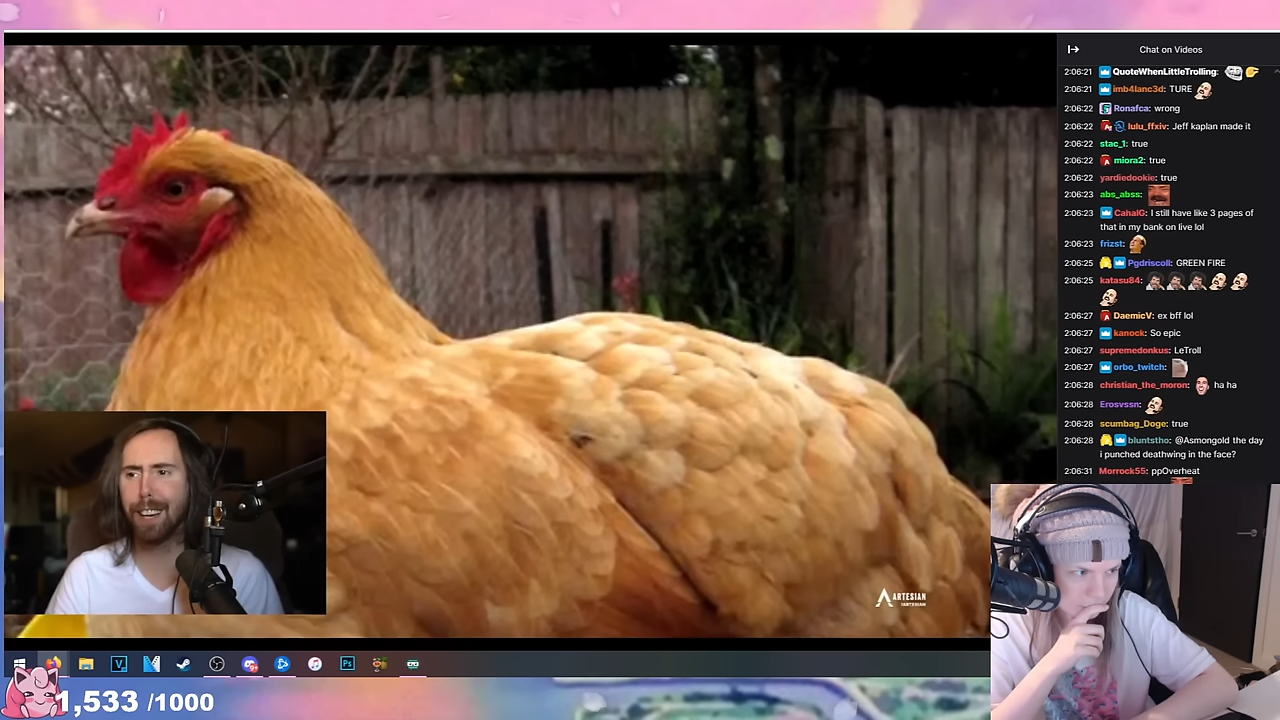 Chat on Videos
2:06:21 QuoteWhenLittleTrolling:
2:06:21 imb4lanc3d: TURE
2:06:22 Ronafca: wrong
2:06:22 lulu_ffxiv: Jeff kaplan made it
2:06:22 stac_1: true
2:06:22 miora2: true
2:06:22 yardiedookie: true
2:06:23 abs_abss:
2:06:23 CahalG: I still have like 3 pages of
that in my bank on live lol
2:06:23 frizst:
2:06:25 Pgdriscoll: GREEN FIRE
2:06:25 katasu84:
2:06:27 DaemicV: ex bff lol
2:06:27 kanock: So epic
2:06:27 supremedonkus: LeTroll
2:06:27 orbo_twitch:
2:06:28 christian_the_moron: ha ha
2:06:28 Erosvssn:
2:06:28 scumbag_Doge: true
2:06:28 bluntstho: @Asmongold the day
i punched deathwing in the face?
2:06:31 Morrock55: ppOverheat
ARTESIAN
Ps
1,533 /1000